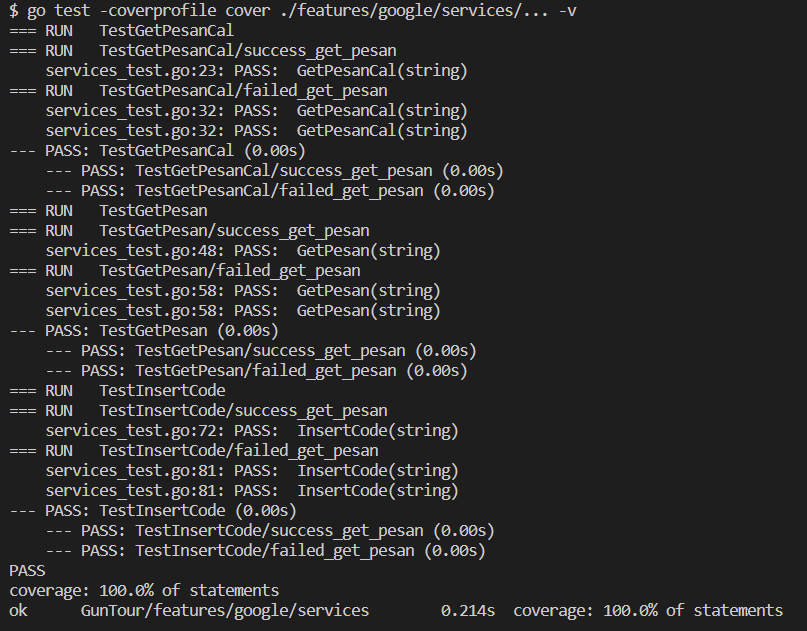 $ go test -coverprofile cover ./features/google/services/... -v
=== RUN   TestGetPesanCal
=== RUN   TestGetPesanCal/success_get_pesan
    services_test.go:23: PASS:  GetPesanCal(string)
=== RUN   TestGetPesanCal/failed_get_pesan
    services_test.go:32: PASS:  GetPesanCal(string)
    services_test.go:32: PASS:  GetPesanCal(string)
--- PASS: TestGetPesanCal (0.00s)
    --- PASS: TestGetPesanCal/success_get_pesan (0.00s)
    --- PASS: TestGetPesanCal/failed_get_pesan (0.00s)
=== RUN   TestGetPesan
=== RUN   TestGetPesan/success_get_pesan
    services_test.go:48: PASS:  GetPesan(string)
=== RUN   TestGetPesan/failed_get_pesan
    services_test.go:58: PASS:  GetPesan(string)
    services_test.go:58: PASS:  GetPesan(string)
--- PASS: TestGetPesan (0.00s)
    --- PASS: TestGetPesan/success_get_pesan (0.00s)
    --- PASS: TestGetPesan/failed_get_pesan (0.00s)
=== RUN   TestInsertCode
=== RUN   TestInsertCode/success_get_pesan
    services_test.go:72: PASS:  InsertCode(string)
=== RUN   TestInsertCode/failed_get_pesan
    services_test.go:81: PASS:  InsertCode(string)
    services_test.go:81: PASS:  InsertCode(string)
--- PASS: TestInsertCode (0.00s)
    --- PASS: TestInsertCode/success_get_pesan (0.00s)
    --- PASS: TestInsertCode/failed_get_pesan (0.00s)
PASS
coverage: 100.0% of statements
ok      GunTour/features/google/services        0.214s  coverage: 100.0% of statements